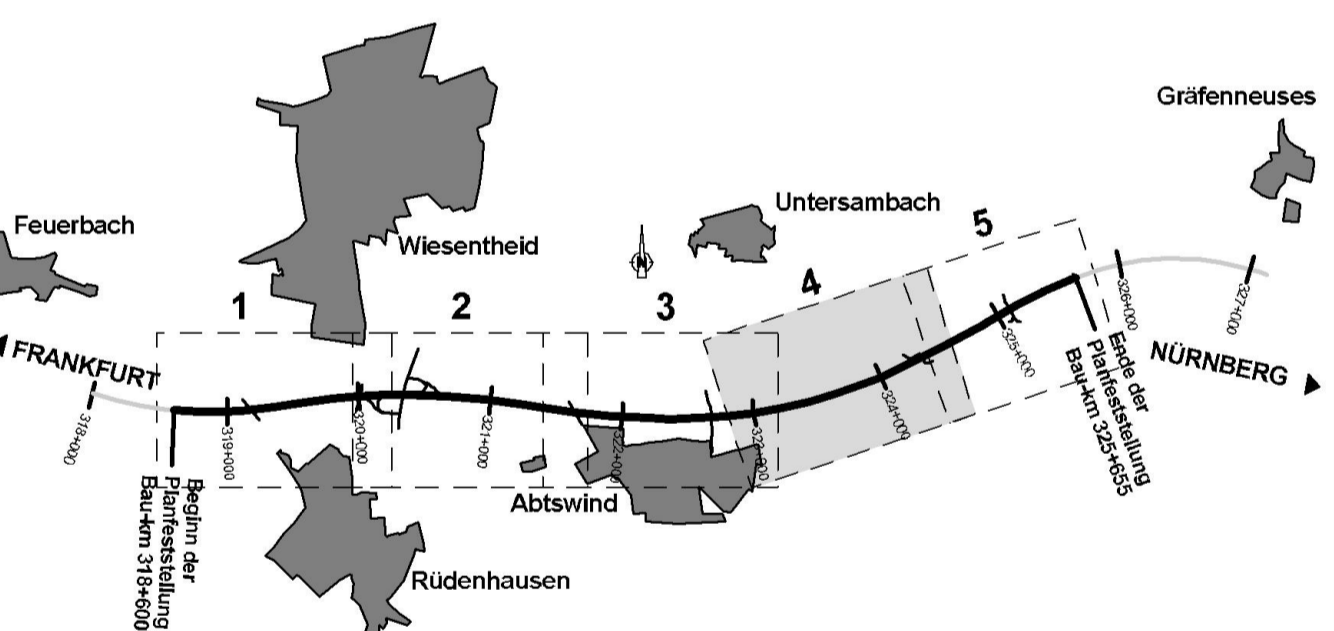 Gräfenneuses
Untersambach
Feuerbach
Wiesentheid
5
4
1
2
3
N
FRANKFURT
NÜRNBERG
318+000
319+000
320+000
321+000
322+000
323+000
324+000
325+000
326+000
327+000
Beginn der
Planfeststellung
Bau-km 318+600
Ende der
Planfeststellung
Bau-km 325+655
Abtswind
Rüdenhausen